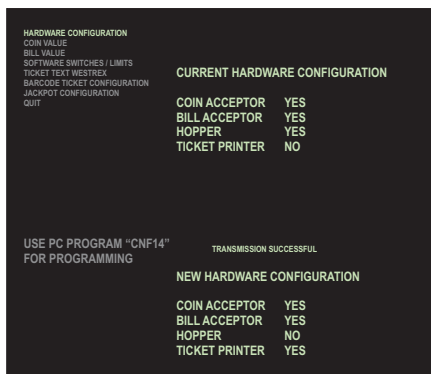 HARDWARE CONFIGURATION
COIN VALUE
BILL VALUE
SOFTWARE SWITCHES / LIMITS
TICKET TEXT WESTREX
BARCODE TICKET CONFIGURATION
JACKPOT CONFIGURATION
QUIT
CURRENT HARDWARE CONFIGURATION
COIN ACCEPTOR YES
BILL ACCEPTOR YES
HOPPER YES
TICKET PRINTER NO
USE PC PROGRAM “CNF14”
FOR PROGRAMMING
TRANSMISSION SUCCESSFUL
NEW HARDWARE CONFIGURATION
COIN ACCEPTOR YES
BILL ACCEPTOR YES
HOPPER NO
TICKET PRINTER YES